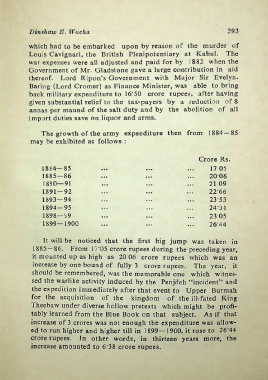 Dinshaw E. Wacha 393
which had to be embarked upon by reason of the murder of
Louis Cavignari, the British Plenipotentiary at Kabul. The
war expenses were all adjusted and paid for by 1882 when the
Government of Mr. Gladstone gave a large contribution in aid
thereof. Lord Ripon's Government with Major Sir Evelyn.
Baring (Lord Cromer) as Finance Minister, was able to bring
back military expenditure to 16'50 crore rupees, after having
given substantial relief to the tax-payers by a reduction of 8
annas per maund of the salt duty and by the abolition of all
import duties save on liquor and arms.
The growth of the army expenditure then from 1884-85
may be exhibited as follows :
Crore Rs.
1884-85 ... ... ... 17 05
1885-86 ... ... ... 20'06
1890-91 ... ... ... 21 09
1891-92 ... ... ... 22'66
1893-94 ... ... ... 23'53
1894-95 ... ... ... 24'31
1898-99 ... ... ... 23 05
1899-1900 ... ... ... 26'44
It will be noticed that the first big jump was taken in
1885-86. From 17'05 crore rupees during the preceding year,
it mounted up as high as 20 06 crore rupees which was an
increase by one bound of fully 3 crore rupees. The year, it
should be remembered, was the memorable one which witnes-
sed the warlike activity induced by the Penjdeh "incident" and
the expedition immediately after that event to Upper Burmah
for the acquisition of the kingdom of the ill-fated King
Theebaw under diverse hollow pretexts which might be profi-
tably learned from the Blue Book on that subject. As if that
increase of 3 crores was not enough the expenditure was allow-
ed to run higher and higher till in 1899-1900, it rose to 26'44
crore rupees. In other words, in thirteen years more, the
increase amounted to 6'38 crore rupees.